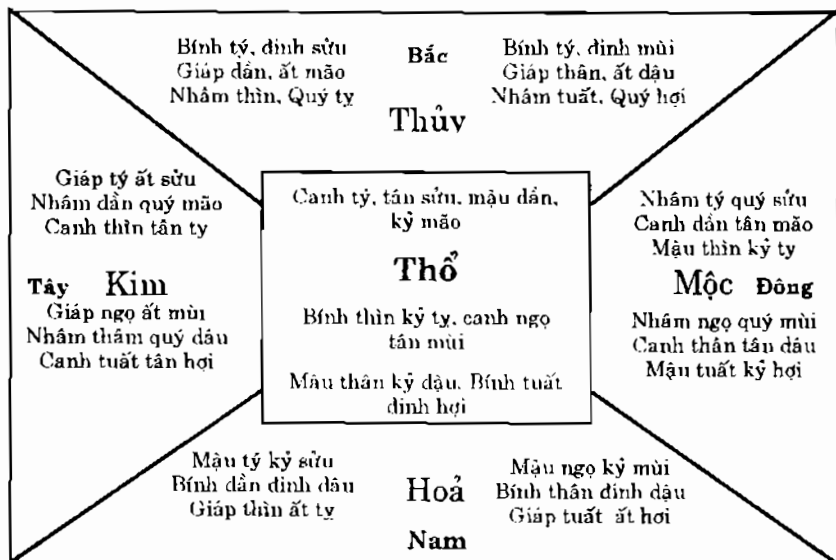 Bính tý, đinh sửu
Giáp dần, ất mão
Nhâm thìn, Quý tỵ
Bắc
Thủy
Bính tý, đinh mùi
Giáp thân, ất dậu
Nhâm tuất, Quý hợi
Giáp tý ất sửu
Nhâm dần quý mão
Canh thìn tân tỵ
Tây Kim
Giáp ngọ ất mùi
Nhâm thâm quý dâu
Canh tuất tân hợi
Canh tý, tân sửu, mậu dần,
kỷ mão
Thổ
Bính thìn kỷ tỵ, canh ngọ
tân mùi
Mâu thân kỷ dậu. Bính tuất
đinh hợi
Nhâm tý quý sửu
Canh dần tân mão
Mậu thìn kỷ tỵ
Mộc Đông
Nhâm ngọ quý mùi
Canh thân tân dáu
Mậu tuất kỷ hợi
Mậu tý kỷ sửu
Bính dần đinh dâu
Giáp thìn ất tỵ
Hoả
Nam
Mậu ngọ kỷ mùi
Bính thân đinh dậu
Giáp tuất ất hơi